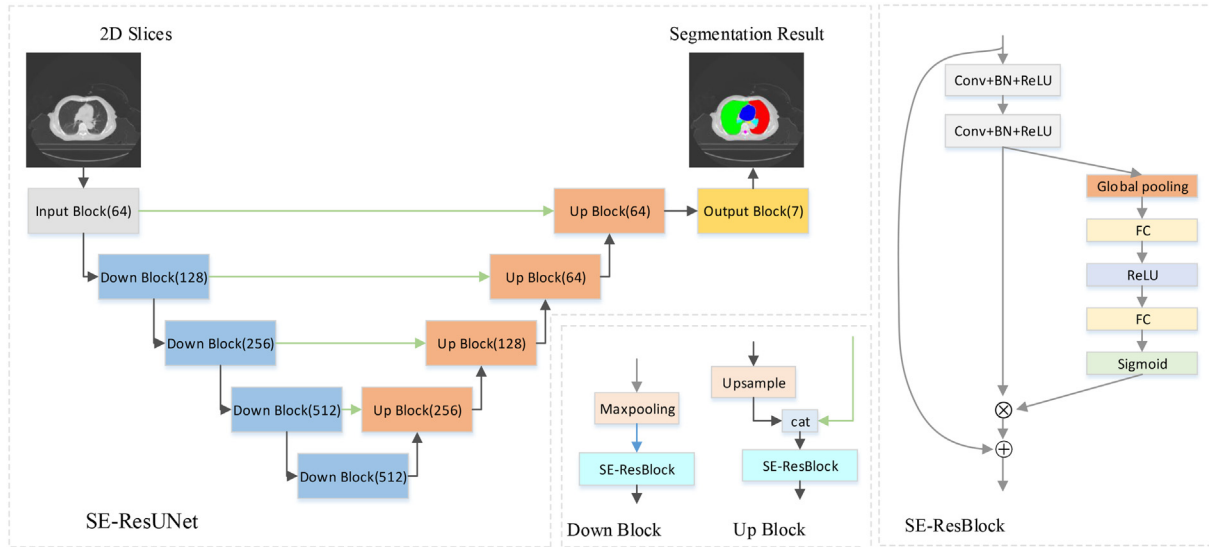 2D Slices
Segmentation Result
Input Block(64)
Up Block(64)
Output Block(7)
Down Block(128)
Up Block(64)
Down Block(256)
Up Block(128)
Down Block(512)
Up Block(256)
Down Block(512)
SE-ResUNet
Maxpooling
SE-ResBlock
Down Block
Upsample
cat
SE-ResBlock
Up Block
Conv+BN+ReLU
Conv+BN+ReLU
Global pooling
FC
ReLU
FC
Sigmoid
SE-ResBlock